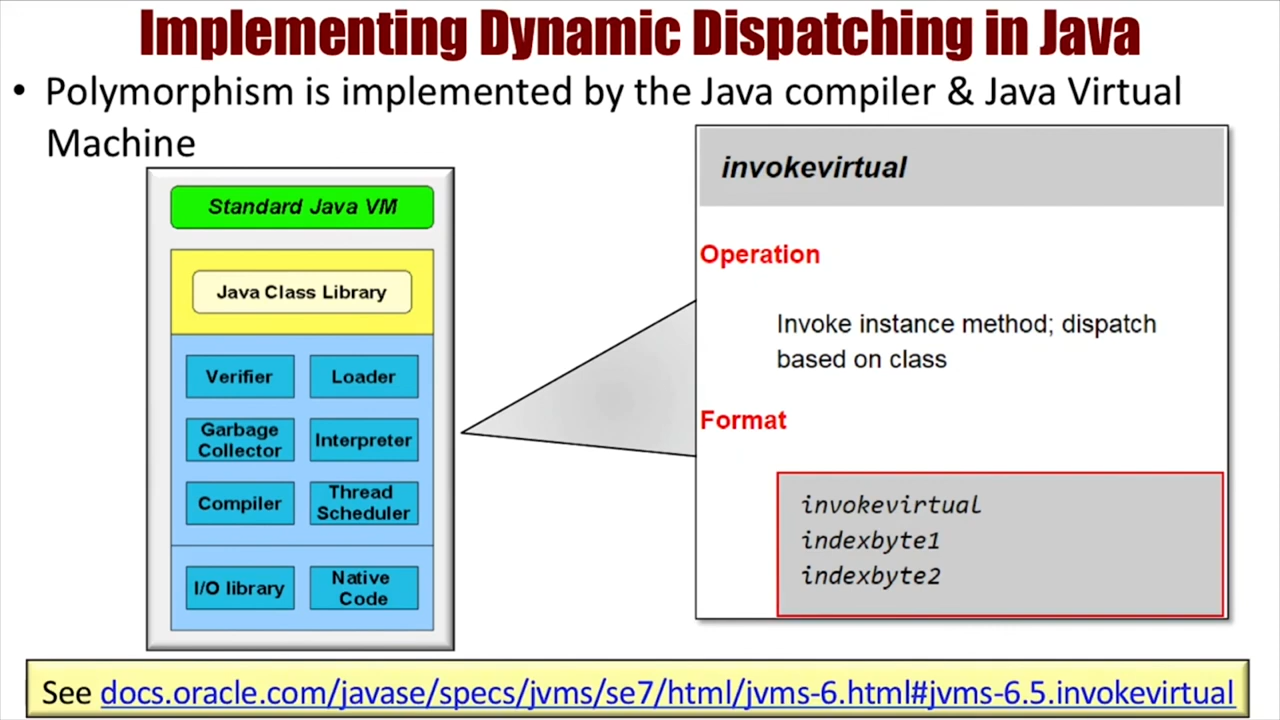 Implementing Dynamic Dispatching in Java
• Polymorphism is implemented by the Java compiler & Java Virtual
Machine
Standard Java VM
Java Class Library
Verifier
Loader
Garbage
Collector
Interpreter
Compiler
Thread
Scheduler
I/O library
Native
Code
invokevirtual
Operation
Invoke instance method; dispatch
based on class
Format
invokevirtual
indexbyte1
indexbyte2
See docs.oracle.com/javase/specs/jvms/se7/html/jvms-6.html#jvms-6.5.invokevirtual